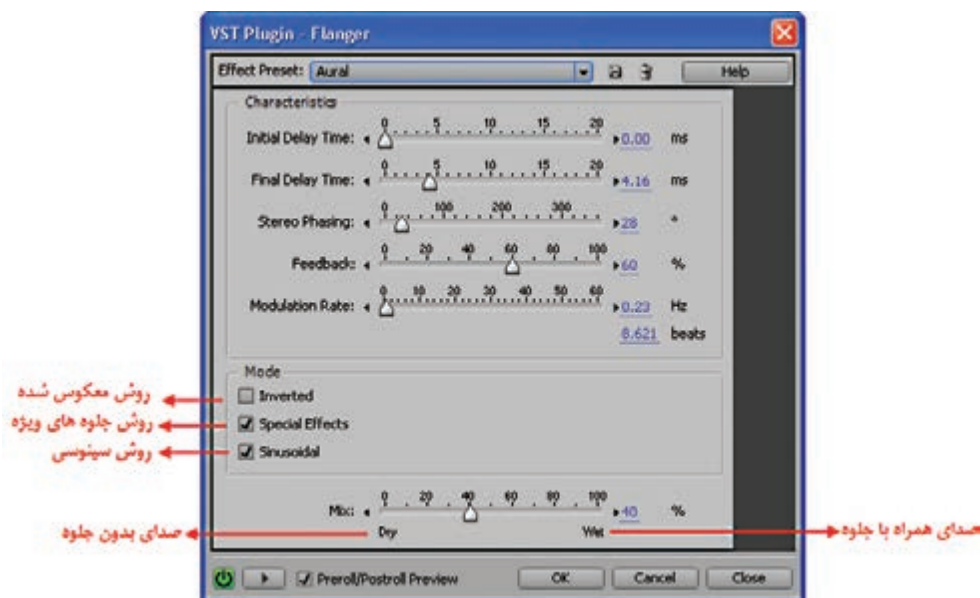 VST Plugin - Flanger
Effect Preset: Aural Help
Characteristics
0 5 10 15 20
Initial Delay Time: 0.00 ms
0 5 10 15 20
Final Delay Time: 4.16 ms
0 100 200 300
Stereo Phasing: 28 °
0 20 40 60 80 100
Feedback: 60 %
0 10 20 30 40 50 60
Modulation Rate: 0.23 Hz
8.621 beats
Mode
روش معکوس شده Inverted
روش جلوه های ویژه Special Effects
روش سینوسی Sinusoidal
0 20 40 60 80 100
Mix: 40 %
صدای بدون جلوه Dry Wet صدای همراه با جلوه
Preroll/Postroll Preview OK Cancel Close